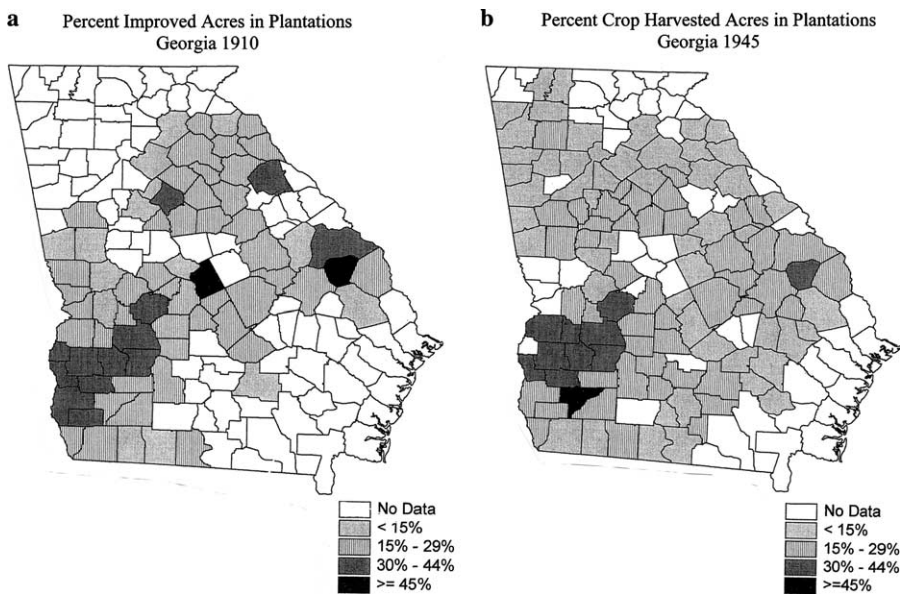 a
Percent Improved Acres in Plantations
Georgia 1910
No Data
< 15%
15% - 29%
30% - 44%
>= 45%
b
Percent Crop Harvested Acres in Plantations
Georgia 1945
No Data
< 15%
15% - 29%
30% - 44%
>=45%